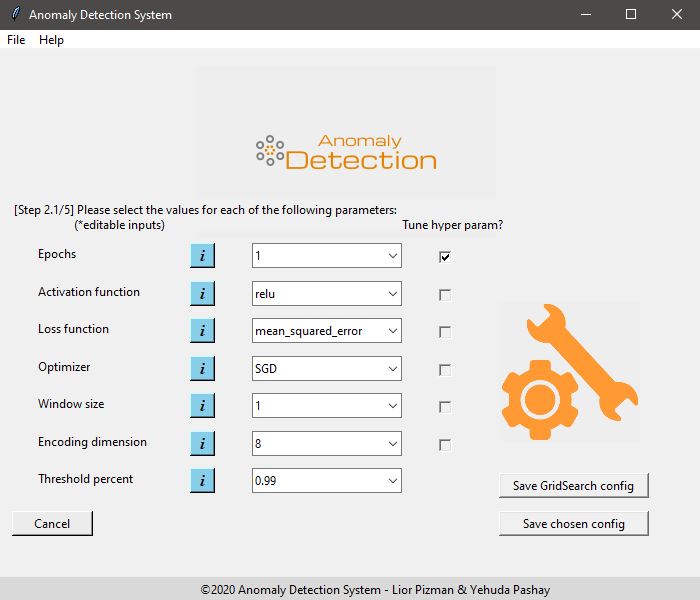 Anomaly Detection System
File Help
Anomaly
Detection
[Step 2.1/5] Please select the values for each of the following parameters:
(*editable inputs) Tune hyper param?
Epochs i 1
Activation function i relu
Loss function i mean_squared_error
Optimizer i SGD
Window size i 1
Encoding dimension i 8
Threshold percent i 0.99
Save GridSearch config
Cancel Save chosen config
©2020 Anomaly Detection System - Lior Pizman & Yehuda Pashay